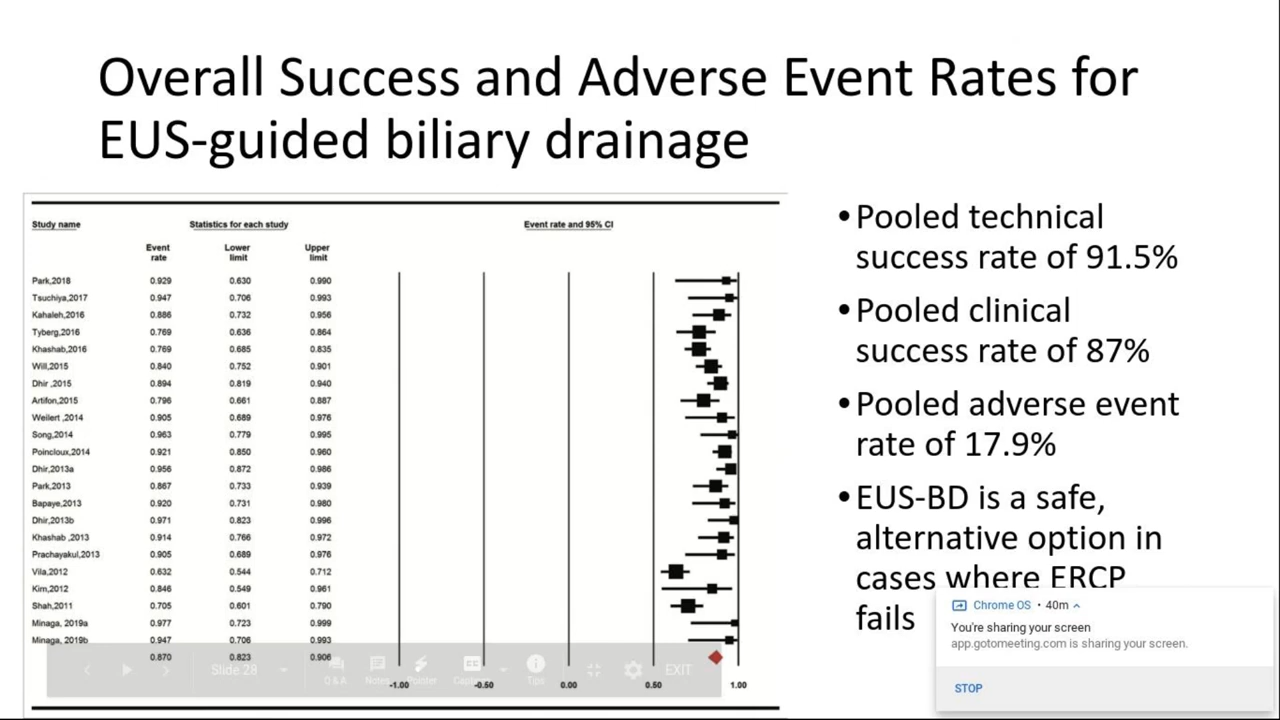 Overall Success and Adverse Event Rates for
EUS-guided biliary drainage
Study name Statistics for each study Event rate and 95% CI
Event rate Lower limit Upper limit
Park,2018 0.929 0.630 0.990
Tsuchiya,2017 0.947 0.706 0.993
Kahaleh,2016 0.886 0.732 0.956
Tyberg,2016 0.769 0.636 0.864
Khashab,2016 0.769 0.685 0.835
Will,2015 0.840 0.752 0.901
Dhir ,2015 0.894 0.819 0.940
Artifon,2015 0.796 0.661 0.887
Weilert ,2014 0.905 0.689 0.976
Song,2014 0.963 0.779 0.995
Poincloux,2014 0.921 0.850 0.960
Dhir,2013a 0.956 0.872 0.986
Park,2013 0.867 0.733 0.939
Bapaye,2013 0.920 0.731 0.980
Dhir,2013b 0.971 0.823 0.996
Khashab ,2013 0.914 0.766 0.972
Prachayakul,2013 0.905 0.689 0.976
Vila,2012 0.632 0.544 0.712
Kim,2012 0.846 0.549 0.961
Shah,2011 0.705 0.601 0.790
Minaga, 2019a 0.977 0.723 0.999
Minaga, 2019b 0.947 0.706 0.993
0.870 0.823 0.906
-1.00 -0.50 0.00 0.50 1.00
Slide 28
Q & A Notes Pointer Tips EXIT
•Pooled technical
success rate of 91.5%
•Pooled clinical
success rate of 87%
•Pooled adverse event
rate of 17.9%
•EUS-BD is a safe,
alternative option in
cases where ERCP
fails
Chrome OS • 40m
You're sharing your screen
app.gotomeeting.com is sharing your screen.
STOP